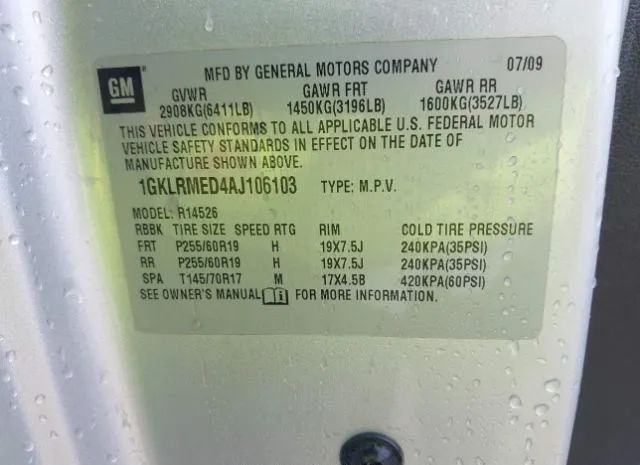 GM
MFD BY GENERAL MOTORS COMPANY 07/09
GVWR GAWR FRT GAWR RR
2908KG(6411LB) 1450KG(3196LB) 1600KG(3527LB)
THIS VEHICLE CONFORMS TO ALL APPLICABLE U.S. FEDERAL MOTOR
VEHICLE SAFETY STANDARDS IN EFFECT ON THE DATE OF
MANUFACTURE SHOWN ABOVE.
1GKLRMED4AJ106103 TYPE: M.P.V.
MODEL: R14526
RBBK TIRE SIZE SPEED RTG RIM COLD TIRE PRESSURE
FRT P255/60R19 H 19X7.5J 240KPA(35PSI)
RR P255/60R19 H 19X7.5J 240KPA(35PSI)
SPA T145/70R17 M 17X4.5B 420KPA(60PSI)
SEE OWNER'S MANUAL FOR MORE INFORMATION.